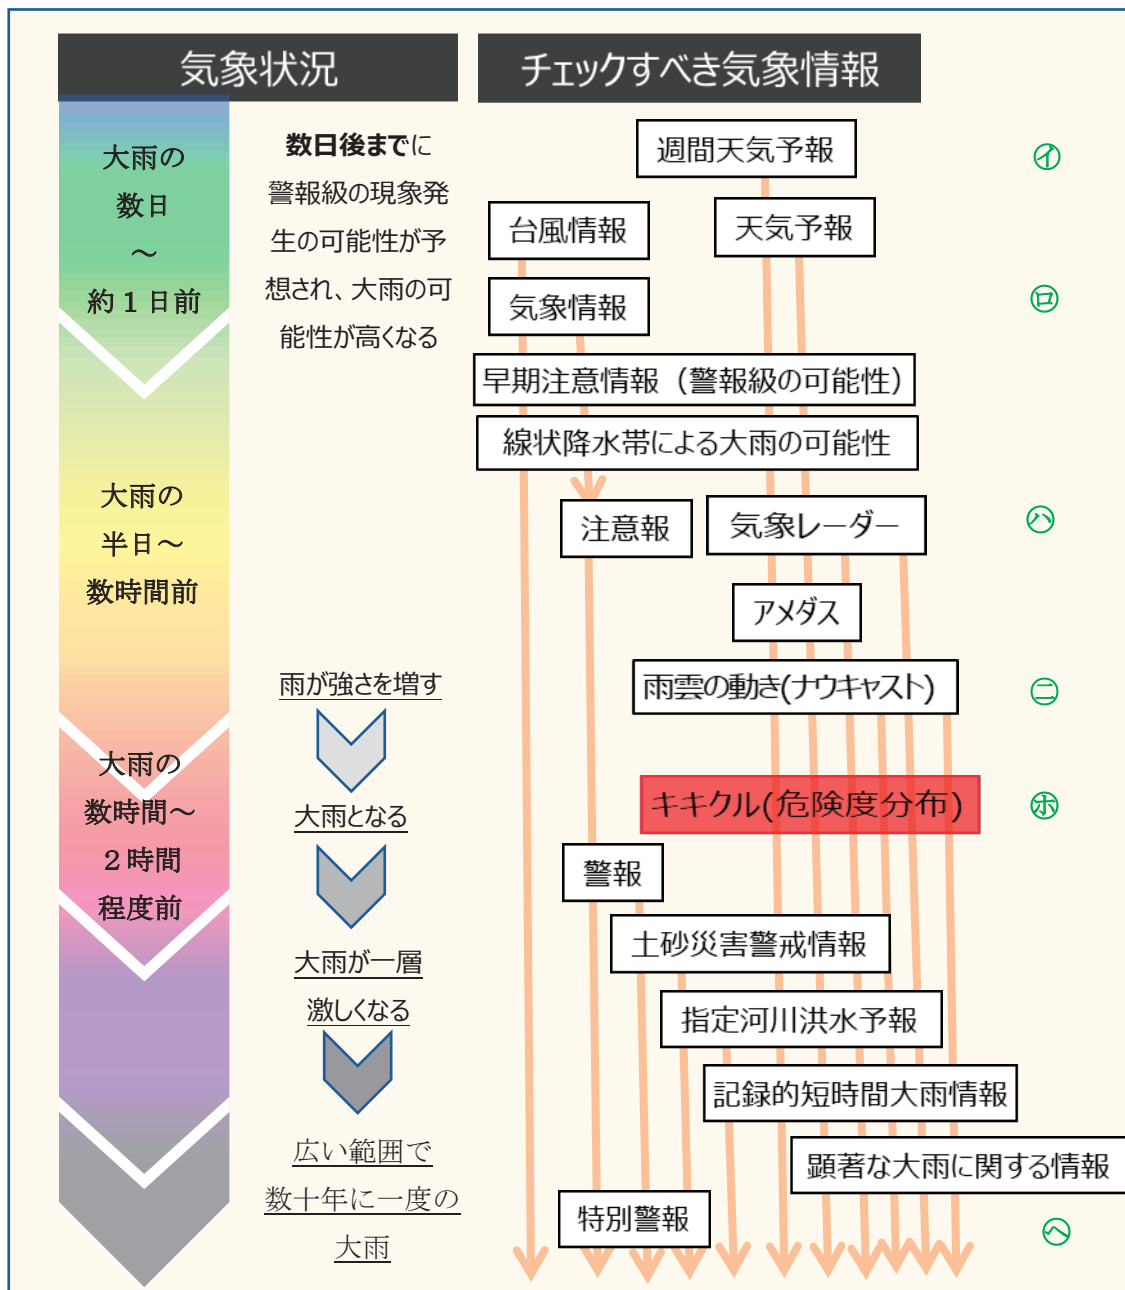 気象状況
チェックすべき気象情報
大雨の
数日
～
約１日前
数日後までに
警報級の現象発
生の可能性が予
想され、大雨の可
能性が高くなる
週間天気予報
㋑
台風情報
天気予報
気象情報
㋺
早期注意情報（警報級の可能性）
線状降水帯による大雨の可能性
大雨の
半日～
数時間前
注意報
気象レーダー
㋩
アメダス
雨が強さを増す
雨雲の動き(ナウキャスト)
㋥
大雨の
数時間～
２時間
程度前
大雨となる
キキクル(危険度分布)
㋭
警報
大雨が一層
激しくなる
土砂災害警戒情報
指定河川洪水予報
記録的短時間大雨情報
広い範囲で
数十年に一度の
大雨
顕著な大雨に関する情報
特別警報
㋬